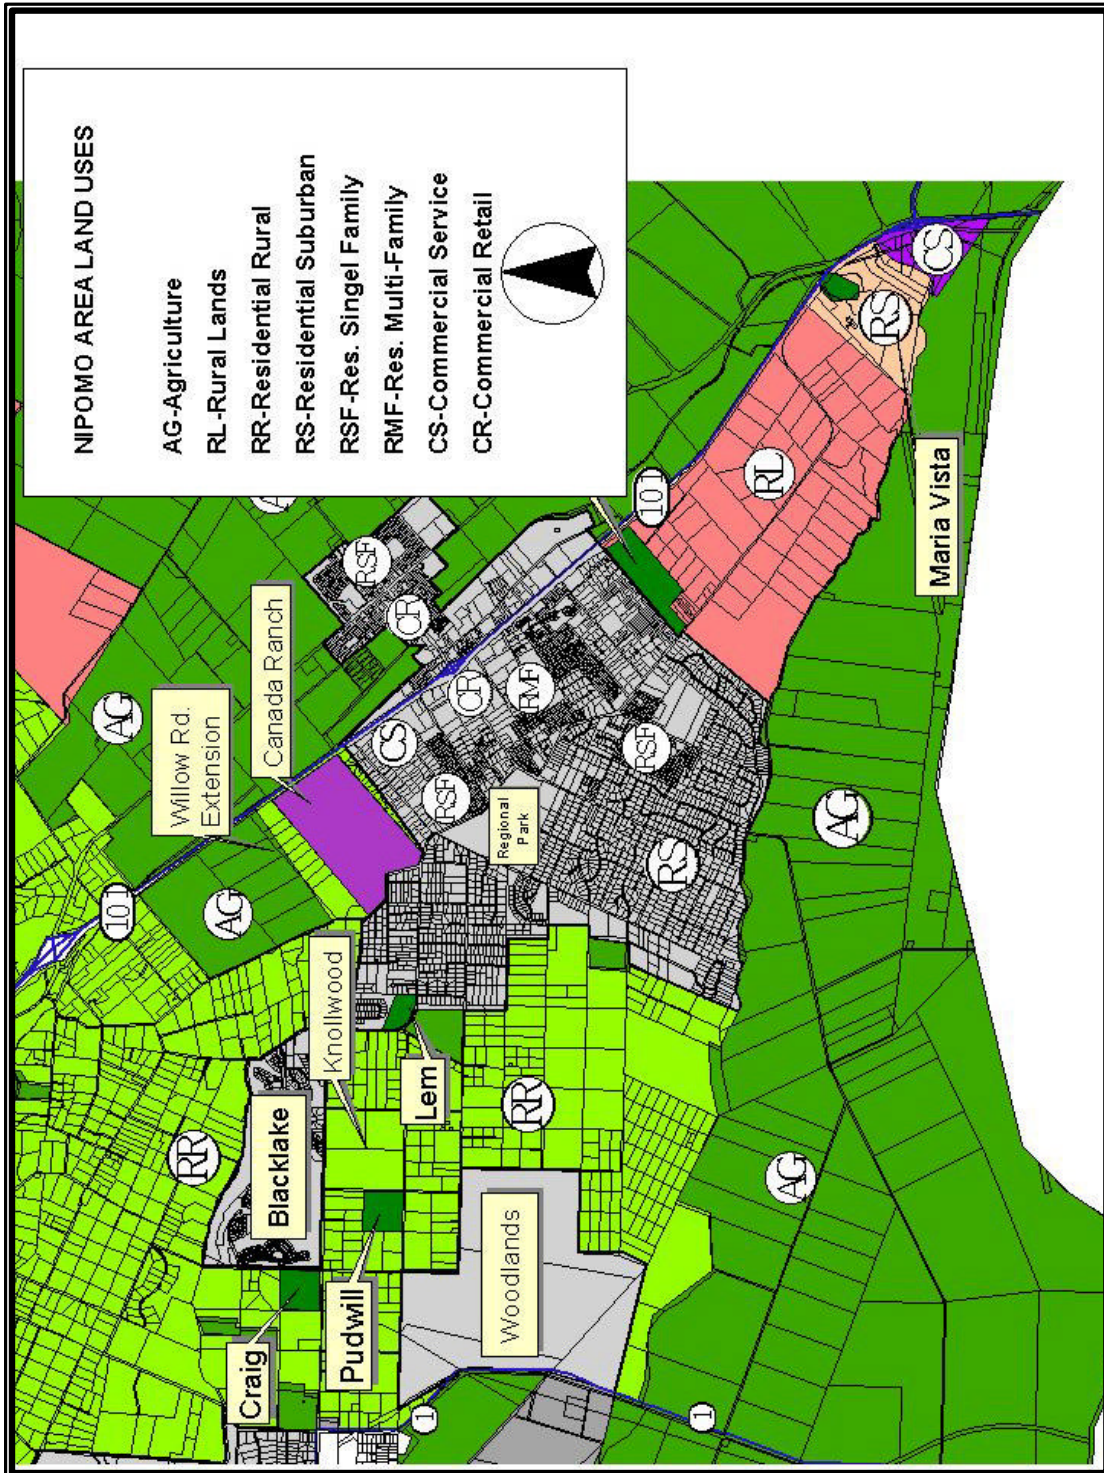 NIPOMO AREA LAND USES
AG-Agriculture
RL-Rural Lands
RR-Residential Rural
RS-Residential Suburban
RSF-Res. Singel Family
RMF-Res. Multi-Family
CS-Commercial Service
CR-Commercial Retail
AG
Willow Rd.
Extension
Canada Ranch
101
AG
RSF
CR
CS
CR
RMF
RSF
RSF
Regional
Park
RS
101
RL
RS
CS
Maria Vista
AG
AG
Knollwood
Lem
RR
RR
Blacklake
Pudwill
Craig
Woodlands
1
1